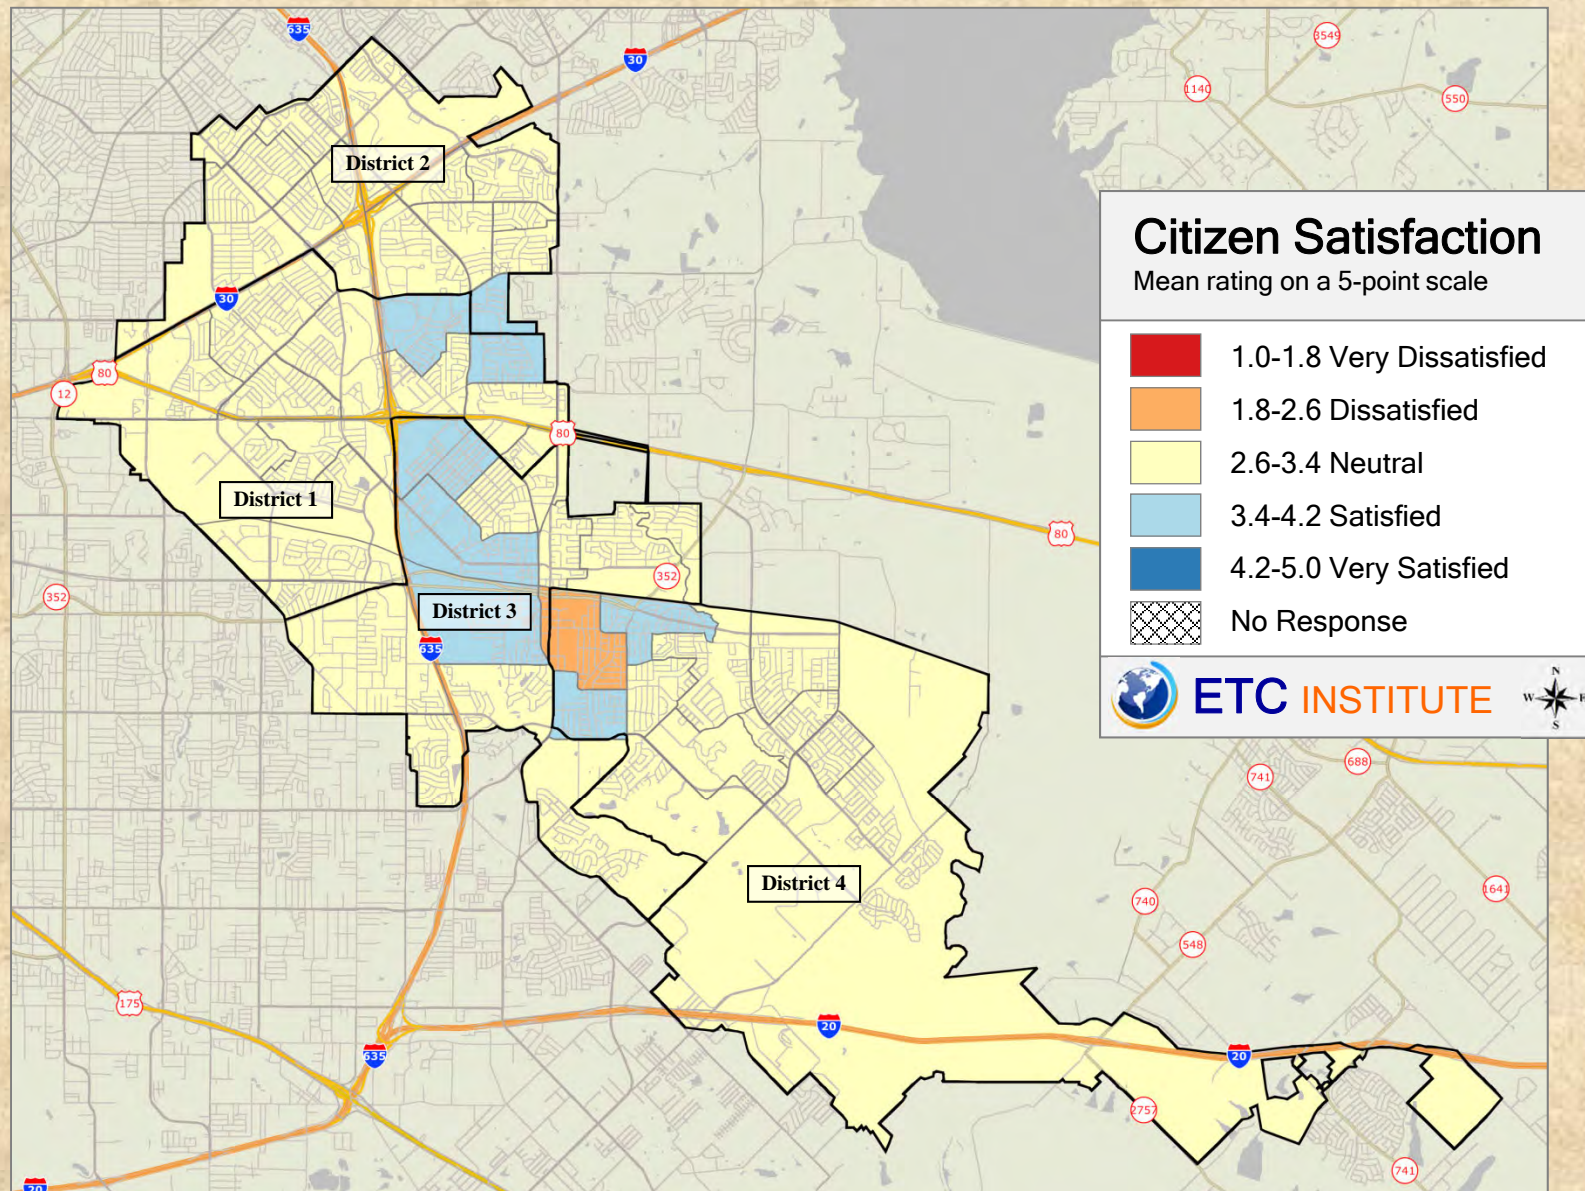 635
30
3549
1140
550
District 2
Citizen Satisfaction
Mean rating on a 5-point scale
30
1.0-1.8 Very Dissatisfied
80
12
1.8-2.6 Dissatisfied
80
2.6-3.4 Neutral
District 1
3.4-4.2 Satisfied
80
4.2-5.0 Very Satisfied
352
352
District 3
No Response
635
ETC INSTITUTE
N
W E
S
688
741
District 4
1641
740
548
175
20
635
20
2757
741
20